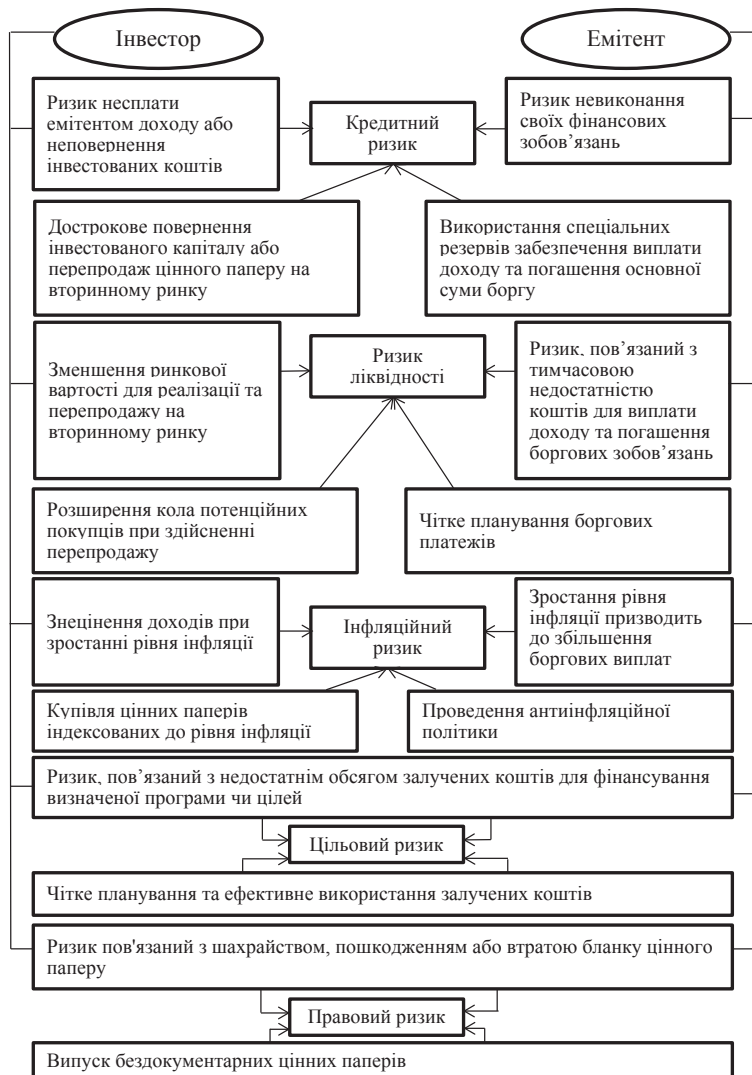 Інвестор
Емітент
Ризик несплати
емітентом доходу або
неповернення
інвестованих коштів
Кредитний
ризик
Ризик невиконання
своїх фінансових
зобов’язань
Дострокове повернення
інвестованого капіталу або
перепродаж цінного паперу на
вторинному ринку
Використання спеціальних
резервів забезпечення виплати
доходу та погашення основної
суми боргу
Зменшення ринкової
вартості для реалізації та
перепродажу на
вторинному ринку
Ризик
ліквідності
Ризик, пов’язаний з
тимчасовою
недостатністю
коштів для виплати
доходу та погашення
боргових зобов’язань
Розширення кола потенційних
покупців при здійсненні
перепродажу
Чітке планування боргових
платежів
Знецінення доходів при
зростанні рівня інфляції
Інфляційний
ризик
Зростання рівня
інфляції призводить
до збільшення
боргових виплат
Купівля цінних паперів
індексованих до рівня інфляції
Проведення антиінфляційної
політики
Ризик, пов’язаний з недостатнім обсягом залучених коштів для фінансування
визначеної програми чи цілей
Цільовий ризик
Чітке планування та ефективне використання залучених коштів
Ризик пов'язаний з шахрайством, пошкодженням або втратою бланку цінного
паперу
Правовий ризик
Випуск бездокументарних цінних паперів